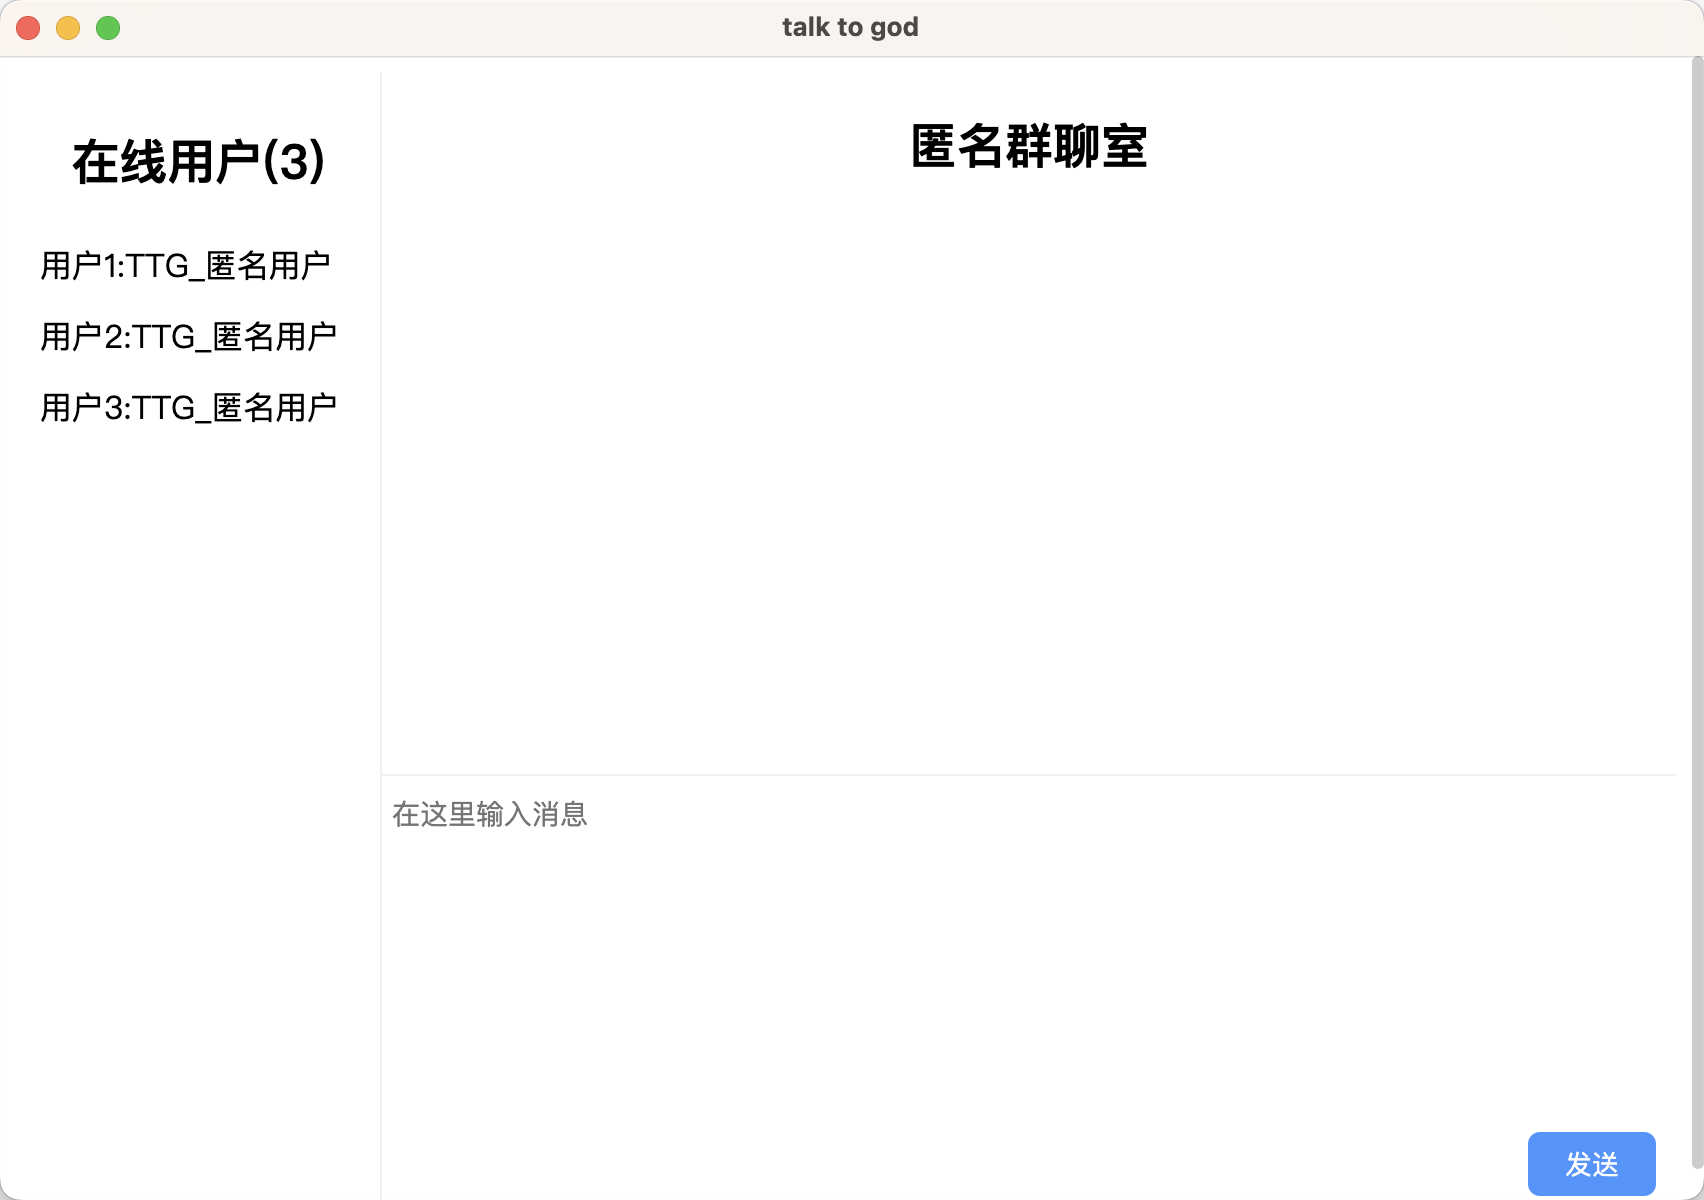 talk to god
在线用户(3)
用户1:TTG_匿名用户
用户2:TTG_匿名用户
用户3:TTG_匿名用户
匿名群聊室
在这里输入消息
发送